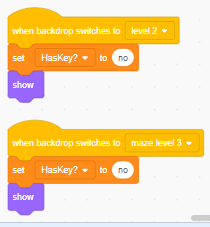 when backdrop switches to level 2
set HasKey? to no
show
when backdrop switches to maze level 3
set HasKey? to no
show